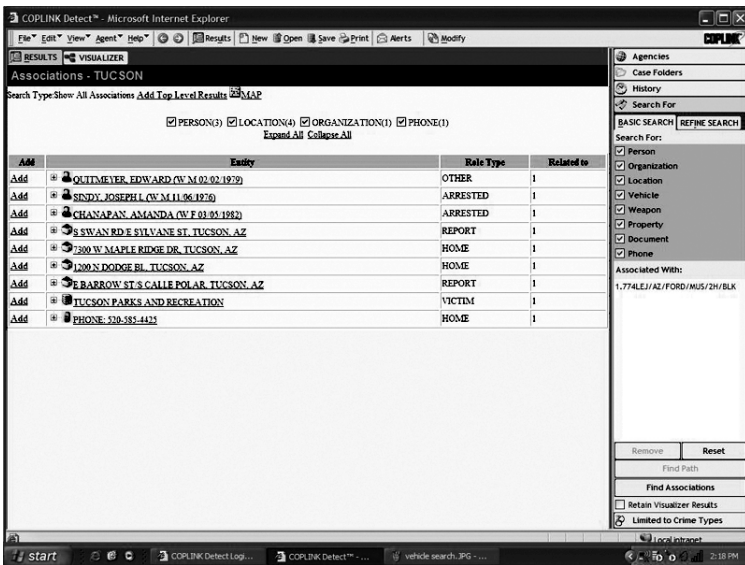 COPLINK Detect™ - Microsoft Internet Explorer
File Edit View Agent Help Results New Open Save Print Alerts Modify COPLINK
RESULTS VISUALIZER
Associations - TUCSON
Search Type:Show All Associations Add Top Level Results MAP
PERSON(3) LOCATION(4) ORGANIZATION(1) PHONE(1)
Expand All Collapse All
Add Entity Role Type Related to
Add QUITMEYER, EDWARD (W M 02/02/1979) OTHER 1
Add SINDY, JOSEPH L (W M 11/06/1976) ARRESTED 1
Add CHANAPAN, AMANDA (W F 03/05/1982) ARRESTED 1
Add S SWAN RD/E SYLVANE ST, TUCSON, AZ REPORT 1
Add 7300 W MAPLE RIDGE DR, TUCSON, AZ HOME 1
Add 1200 N DODGE BL, TUCSON, AZ HOME 1
Add E BARROW ST/S CALLE POLAR, TUCSON, AZ REPORT 1
Add TUCSON PARKS AND RECREATION VICTIM 1
Add PHONE: 520-585-4425 HOME 1
Agencies
Case Folders
History
Search For
BASIC SEARCH REFINE SEARCH
Search For:
Person
Organization
Location
Vehicle
Weapon
Property
Document
Phone
Associated With:
1.774LEJ/AZ/FORD/MUS/2H/BLK
Remove Reset
Find Path
Find Associations
Retain Visualizer Results
Limited to Crime Types
Local intranet
start COPLINK Detect Logi... COPLINK Detect™ - ... vehicle search.JPG - ... 2:18 PM